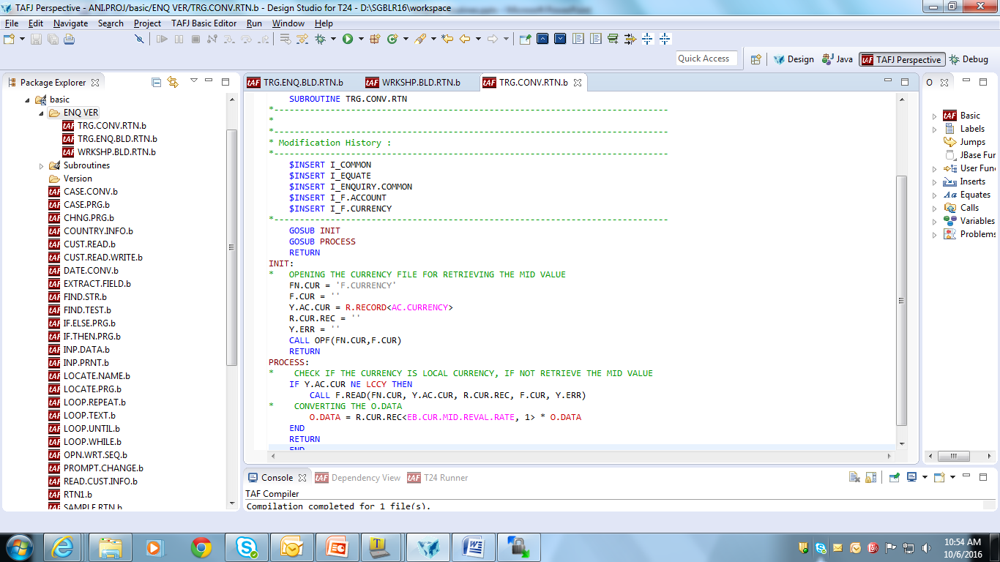 TAFJ Perspective - ANI.PROJ/basic/ENQ VER/TRG.CONV.RTN.b - Design Studio for T24 - D:\SGBLR16\workspace
File Edit Navigate Search Project TAFJ Basic Editor Run Window Help
Quick Access
Design
Java
TAFJ Perspective
Debug
Package Explorer
basic
ENQ VER
TRG.CONV.RTN.b
TRG.ENQ.BLD.RTN.b
WRKSHP.BLD.RTN.b
Subroutines
Version
CASE.CONV.b
CASE.PRG.b
CHNG.PRG.b
COUNTRY.INFO.b
CUST.READ.b
CUST.READ.WRITE.b
DATE.CONV.b
EXTRACT.FIELD.b
FIND.STR.b
FIND.TEST.b
IF.ELSE.PRG.b
IF.THEN.PRG.b
INP.DATA.b
INP.PRNT.b
LOCATE.NAME.b
LOCATE.PRG.b
LOOP.REPEAT.b
LOOP.TEXT.b
LOOP.UNTIL.b
LOOP.WHILE.b
OPN.WRT.SEQ.b
PROMPT.CHANGE.b
READ.CUST.INFO.b
RTN1.b
SAMPLE.RTN.b
tAF TRG.ENQ.BLD.RTN.b tAF WRKSHP.BLD.RTN.b tAF TRG.CONV.RTN.b
SUBROUTINE TRG.CONV.RTN
*-----------------------------------------------------------------------------
*
*-----------------------------------------------------------------------------
* Modification History :
*-----------------------------------------------------------------------------
$INSERT I_COMMON
$INSERT I_EQUATE
$INSERT I_ENQUIRY.COMMON
$INSERT I_F.ACCOUNT
$INSERT I_F.CURRENCY
*-----------------------------------------------------------------------------
GOSUB INIT
GOSUB PROCESS
RETURN
INIT:
* OPENING THE CURRENCY FILE FOR RETRIEVING THE MID VALUE
FN.CUR = 'F.CURRENCY'
F.CUR = ''
Y.AC.CUR = R.RECORD<AC.CURRENCY>
R.CUR.REC = ''
Y.ERR = ''
CALL OPF(FN.CUR,F.CUR)
RETURN
PROCESS:
* CHECK IF THE CURRENCY IS LOCAL CURRENCY, IF NOT RETRIEVE THE MID VALUE
IF Y.AC.CUR NE LCCY THEN
CALL F.READ(FN.CUR, Y.AC.CUR, R.CUR.REC, F.CUR, Y.ERR)
* CONVERTING THE O.DATA
O.DATA = R.CUR.REC<EB.CUR.MID.REVAL.RATE, 1> * O.DATA
END
RETURN
END
O
Basic
Labels
Jumps
JBase Fur
User Func
Inserts
Equates
Calls
Variables
Problems
Console tAF Dependency View tAF T24 Runner
TAF Compiler
Compilation completed for 1 file(s).
10:54 AM
10/6/2016